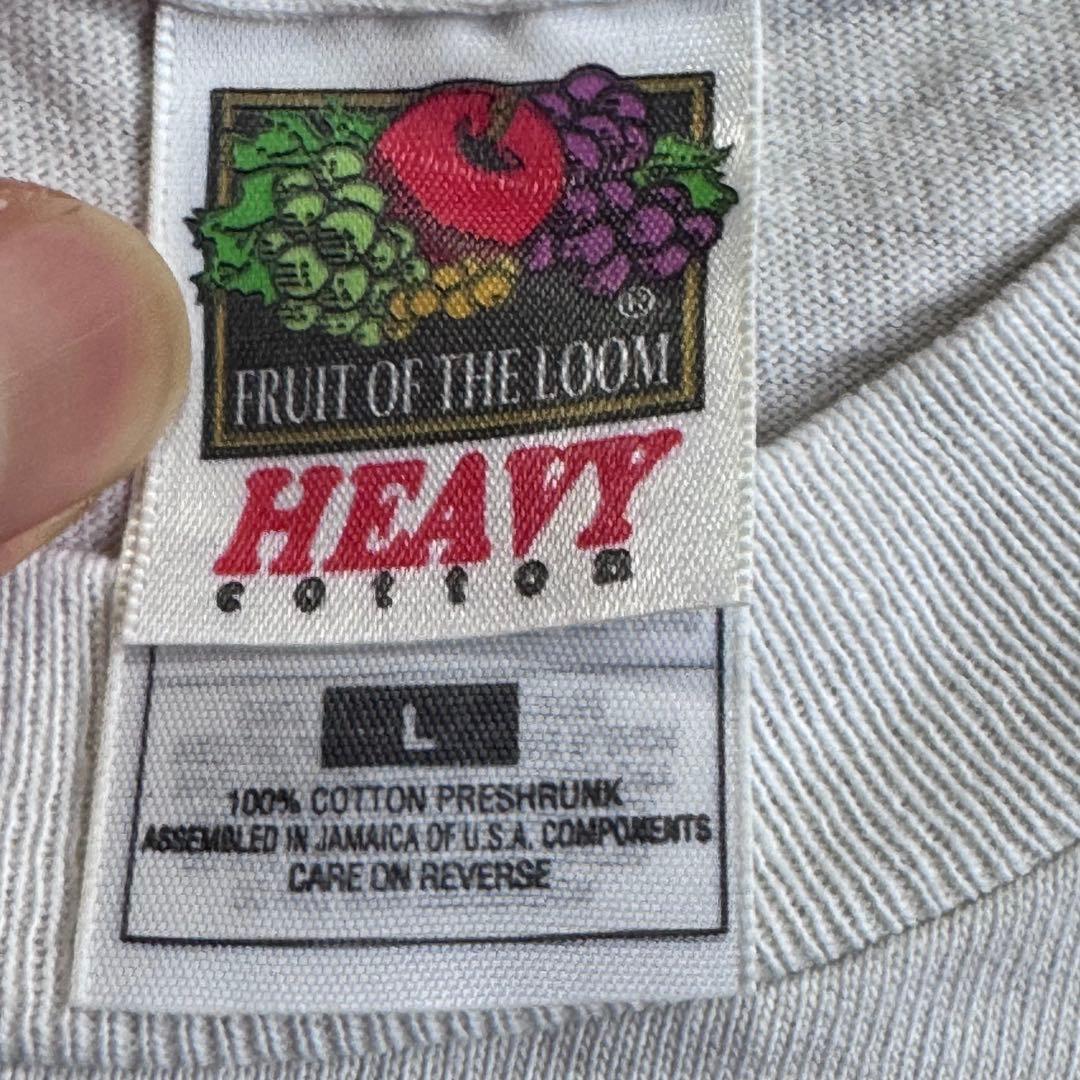 ®
FRUIT OF THE LOOM
HEAVY
cotton
L
100% COTTON PRESHRUNK
ASSEMBLED IN JAMAICA OF U.S.A. COMPONENTS
CARE ON REVERSE